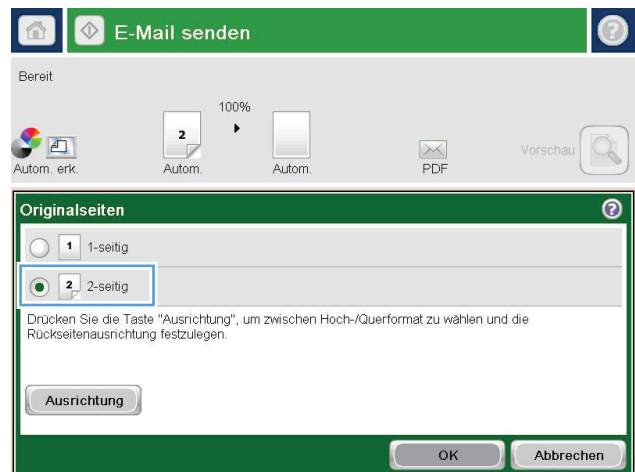 E-Mail senden
Bereit
100%
2
Autom. erk.
Autom.
Autom.
PDF
Vorschau
Originalseiten
1 1-seitig
2 2-seitig
Drücken Sie die Taste "Ausrichtung", um zwischen Hoch-/Querformat zu wählen und die
Rückseitenausrichtung festzulegen.
Ausrichtung
OK
Abbrechen